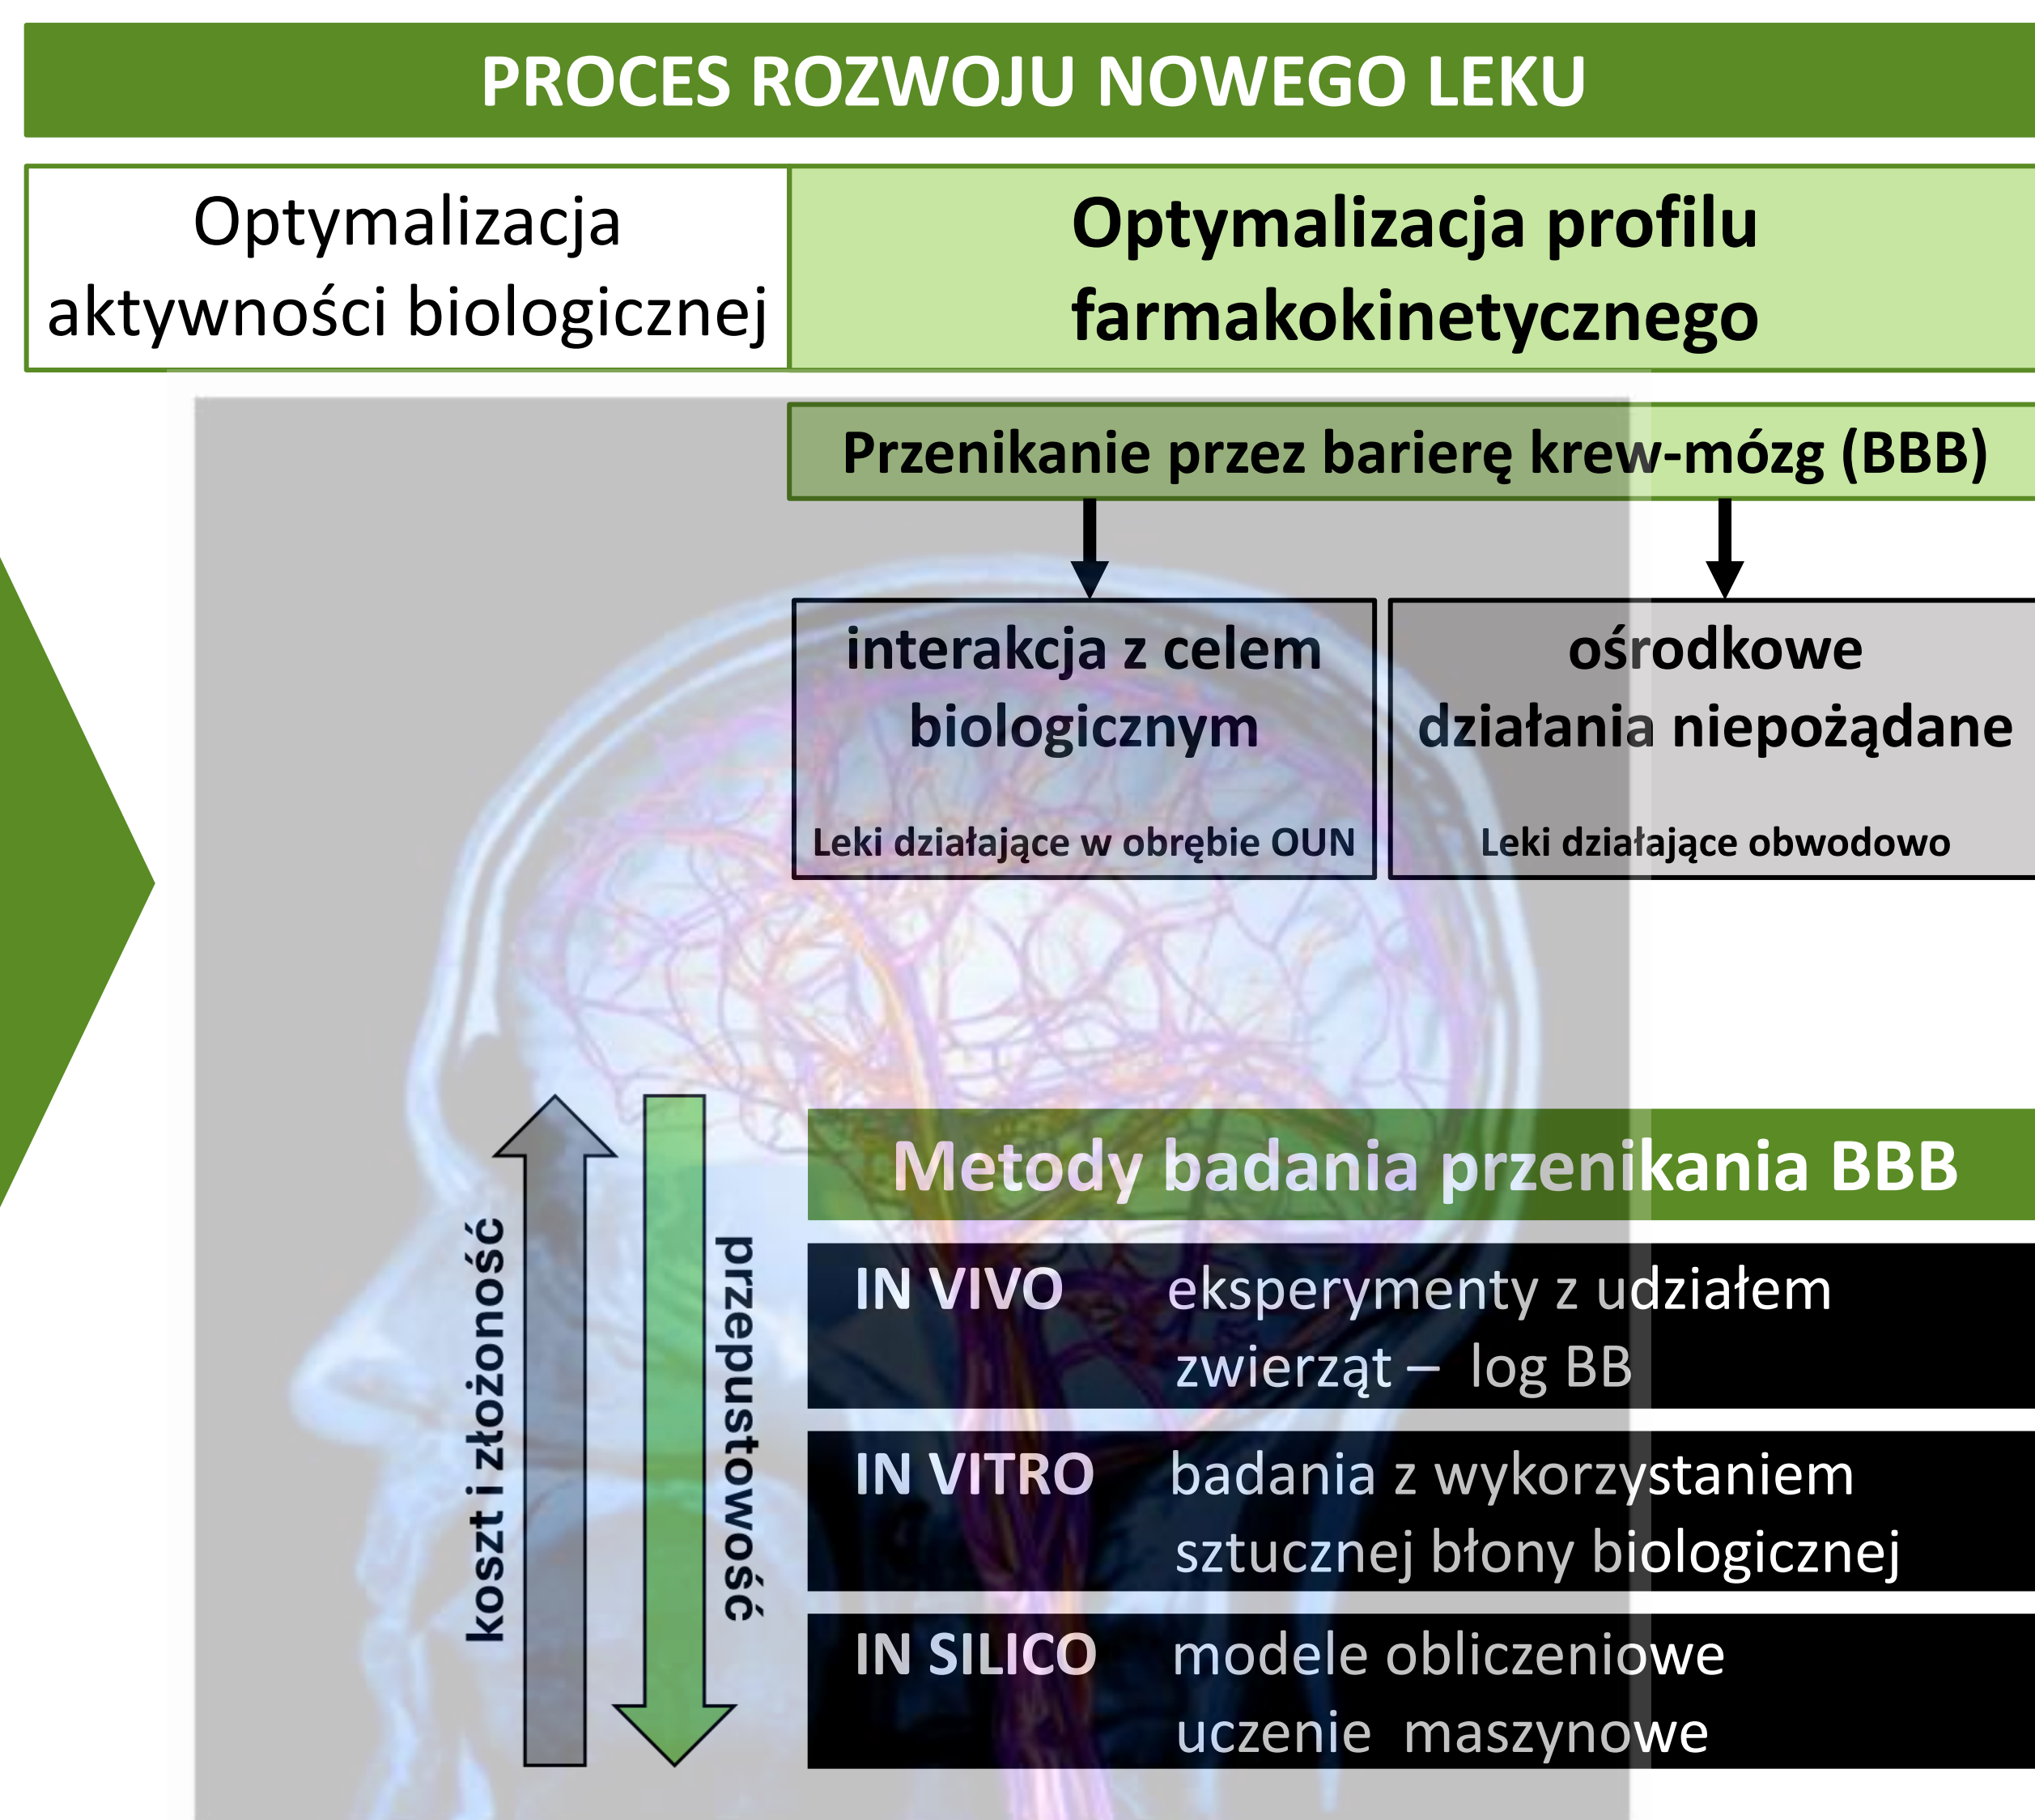 PROCES ROZWOJU NOWEGO LEKU
Optymalizacja
aktywności biologicznej
Optymalizacja profilu
farmakokinetycznego
Przenikanie przez barierę krew-mózg (BBB)
interakcja z celem
biologicznym
Leki działające w obrębie OUN
ośrodkowe
działania niepożądane
Leki działające obwodowo
koszt i złożoność
przepustowość
Metody badania przenikania BBB
IN VIVO eksperymenty z udziałem
zwierząt – log BB
IN VITRO badania z wykorzystaniem
sztucznej błony biologicznej
IN SILICO modele obliczeniowe
uczenie maszynowe